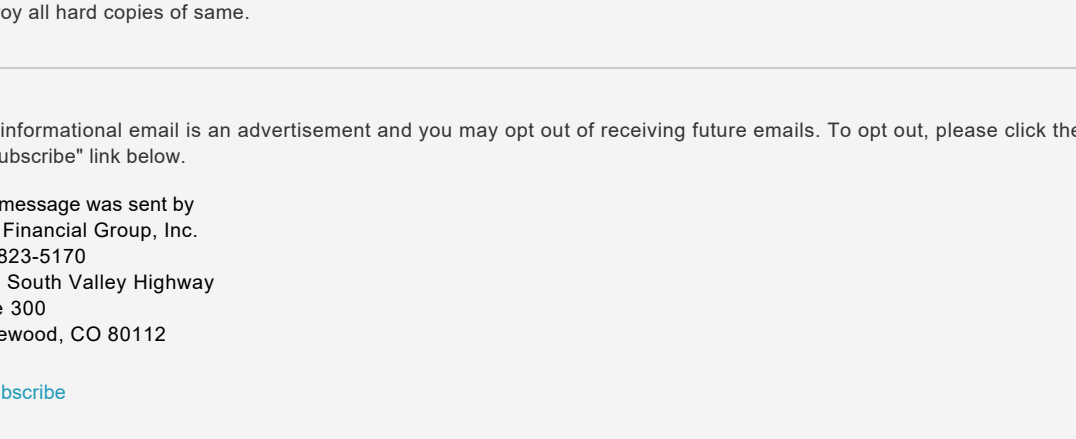 oy all hard copies of same.
informational email is an advertisement and you may opt out of receiving future emails. To opt out, please click the
ubscribe" link below.
message was sent by
Financial Group, Inc.
823-5170
South Valley Highway
e 300
ewood, CO 80112
bscribe